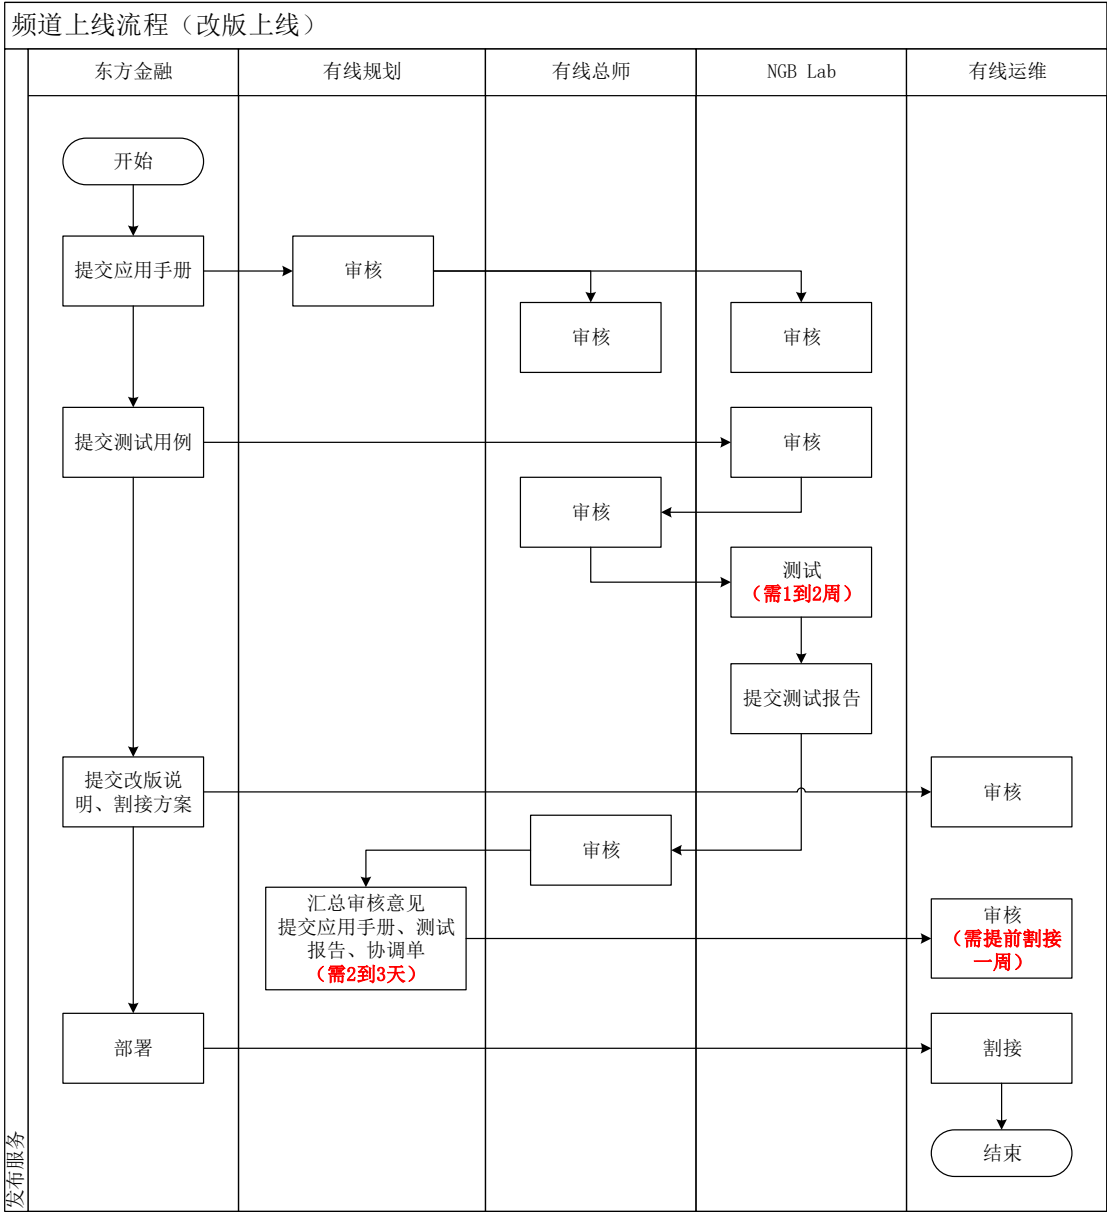 频道上线流程（改版上线）
东方金融
有线规划
有线总师
NGB Lab
有线运维
开始
提交应用手册
审核
审核
审核
提交测试用例
审核
审核
测试
（需1到2周）
提交测试报告
提交改版说
明、割接方案
审核
审核
汇总审核意见
提交应用手册、测试
报告、协调单
（需2到3天）
审核
（需提前割接
一周）
部署
割接
结束
发布服务